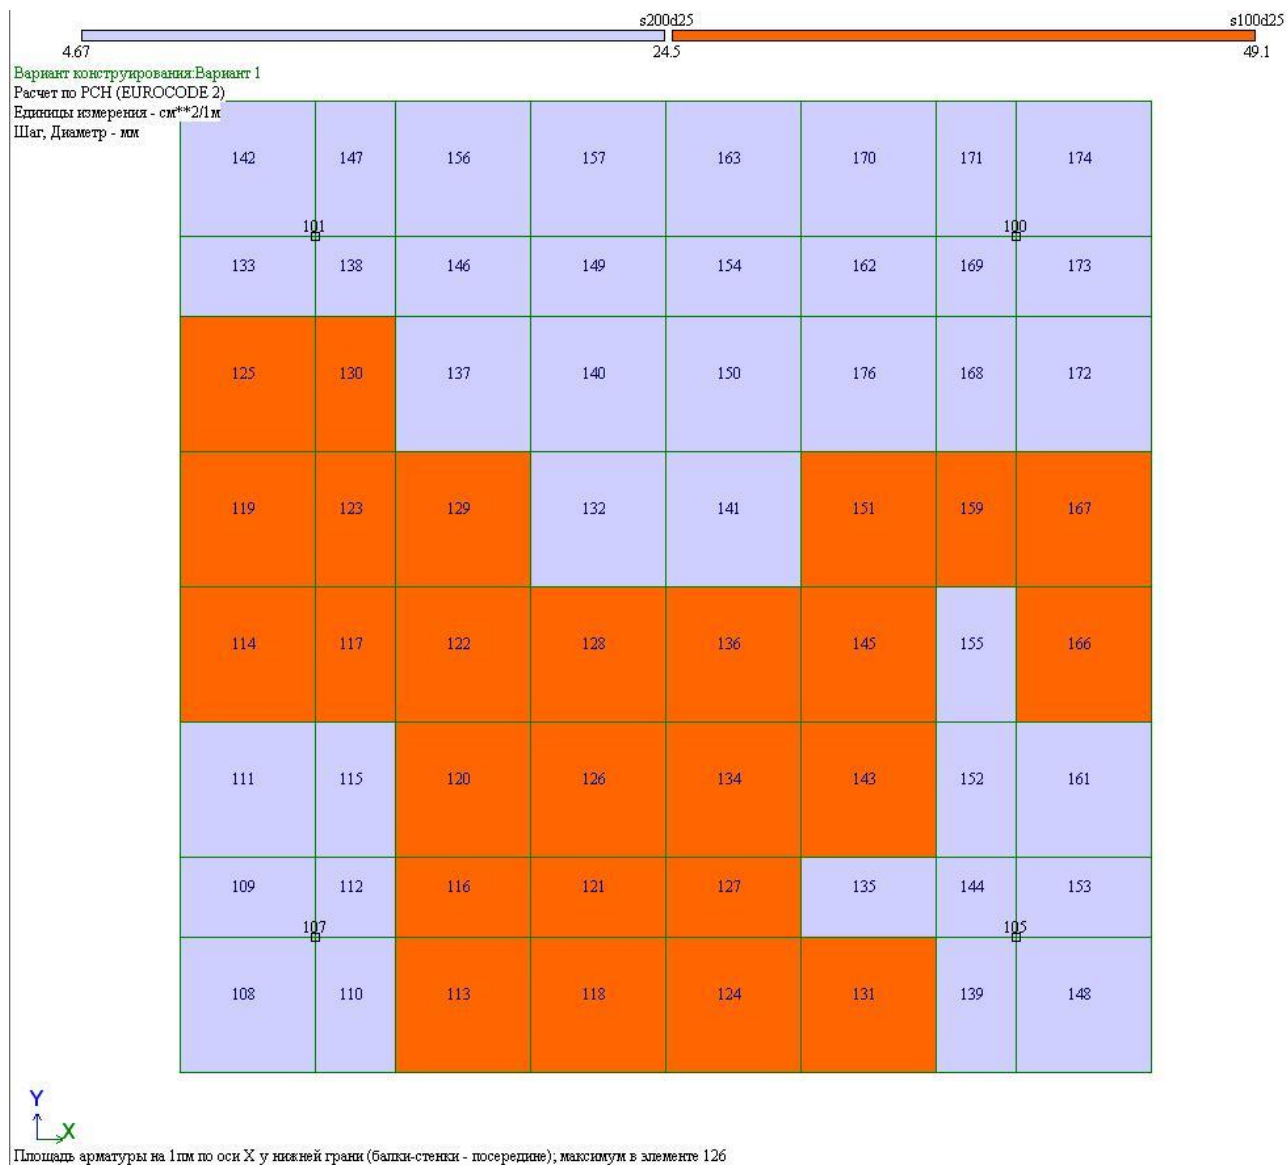 s200d25 s100d25
4.67 24.5 49.1
Вариант конструирования:Вариант 1
Расчет по РСН (EUROCODE 2)
Единицы измерения - см**2/1м
Шаг, Диаметр - мм
142 147 156 157 163 170 171 174
101 100
133 138 146 149 154 162 169 173
125 130 137 140 150 176 168 172
119 123 129 132 141 151 159 167
114 117 122 128 136 145 155 166
111 115 120 126 134 143 152 161
109 112 116 121 127 135 144 153
107 105
108 110 113 118 124 131 139 148
Y
X
Площадь арматуры на 1пм по оси X у нижней грани (балки-стенки - посередине); максимум в элементе 126